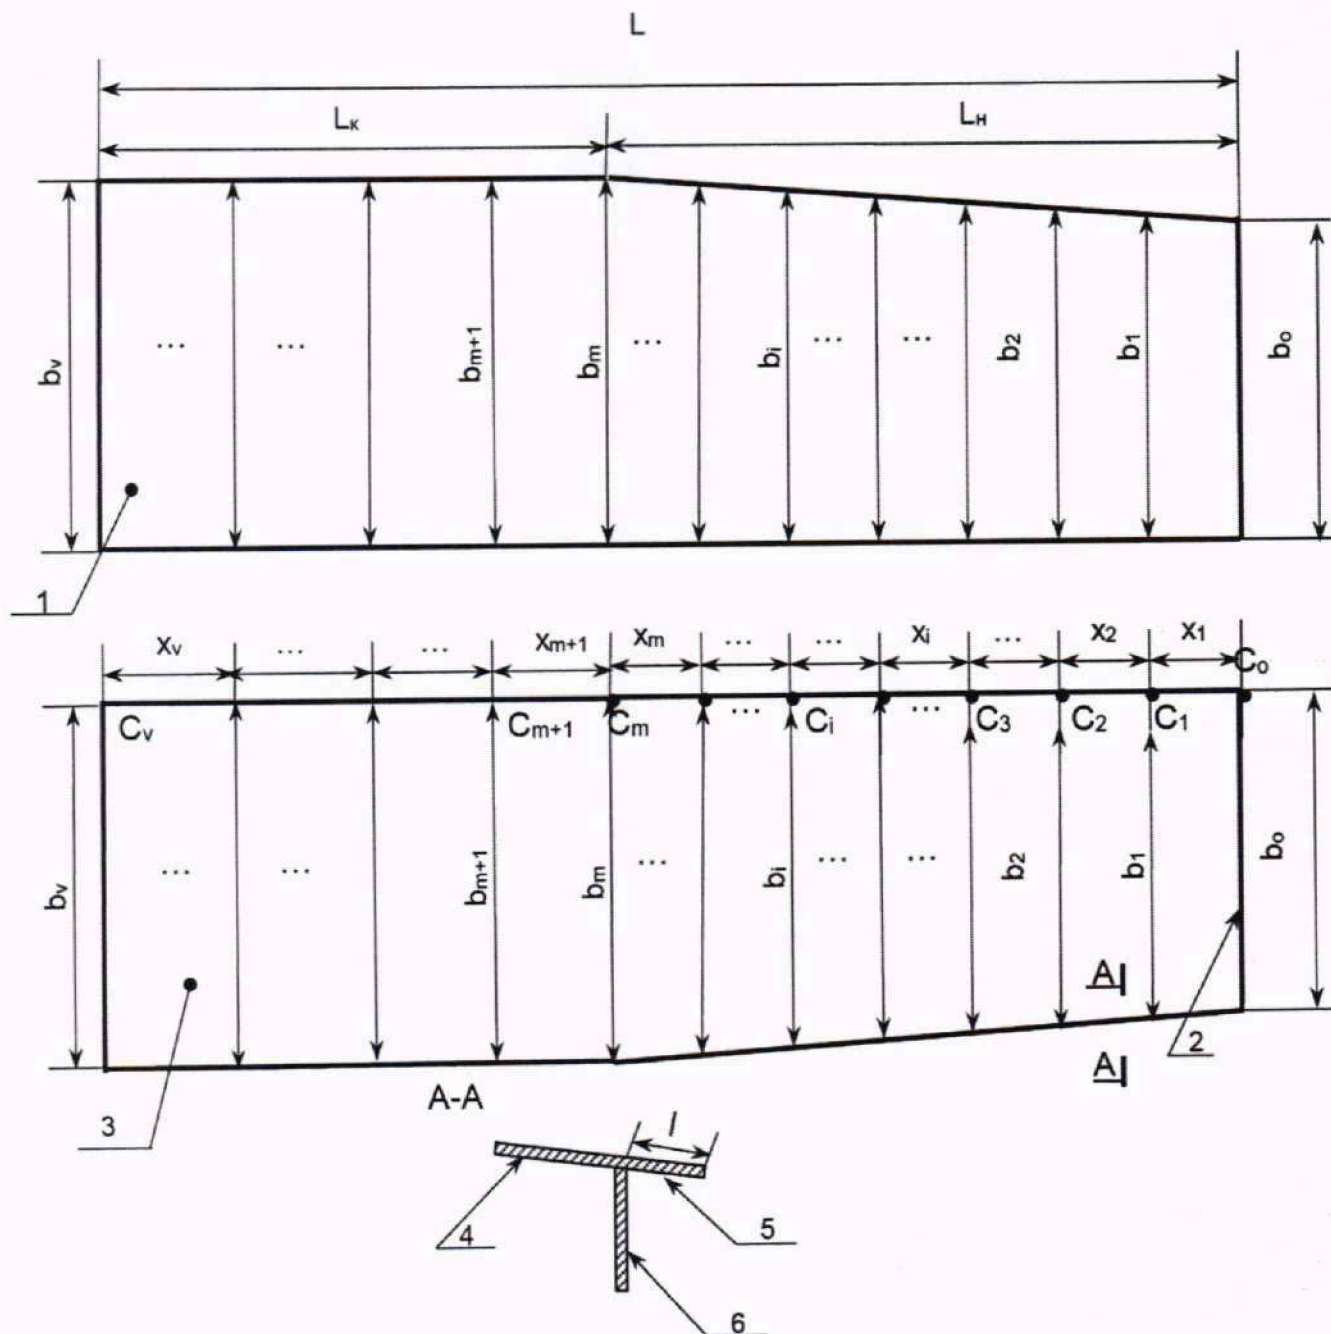 L
Lк Lн
bv ... ... bm+1 bm ... bi ... ... b2 b1 bo
1
xv ... ... xm+1 xm ... ... xi ... x2 x1
Co
Cv Cm+1 Cm ... Ci ... C3 C2 C1
bv ... ... bm+1 bm ... bi ... ... b2 b1 bo
A
A
2
A-A
3
l
4 5
6